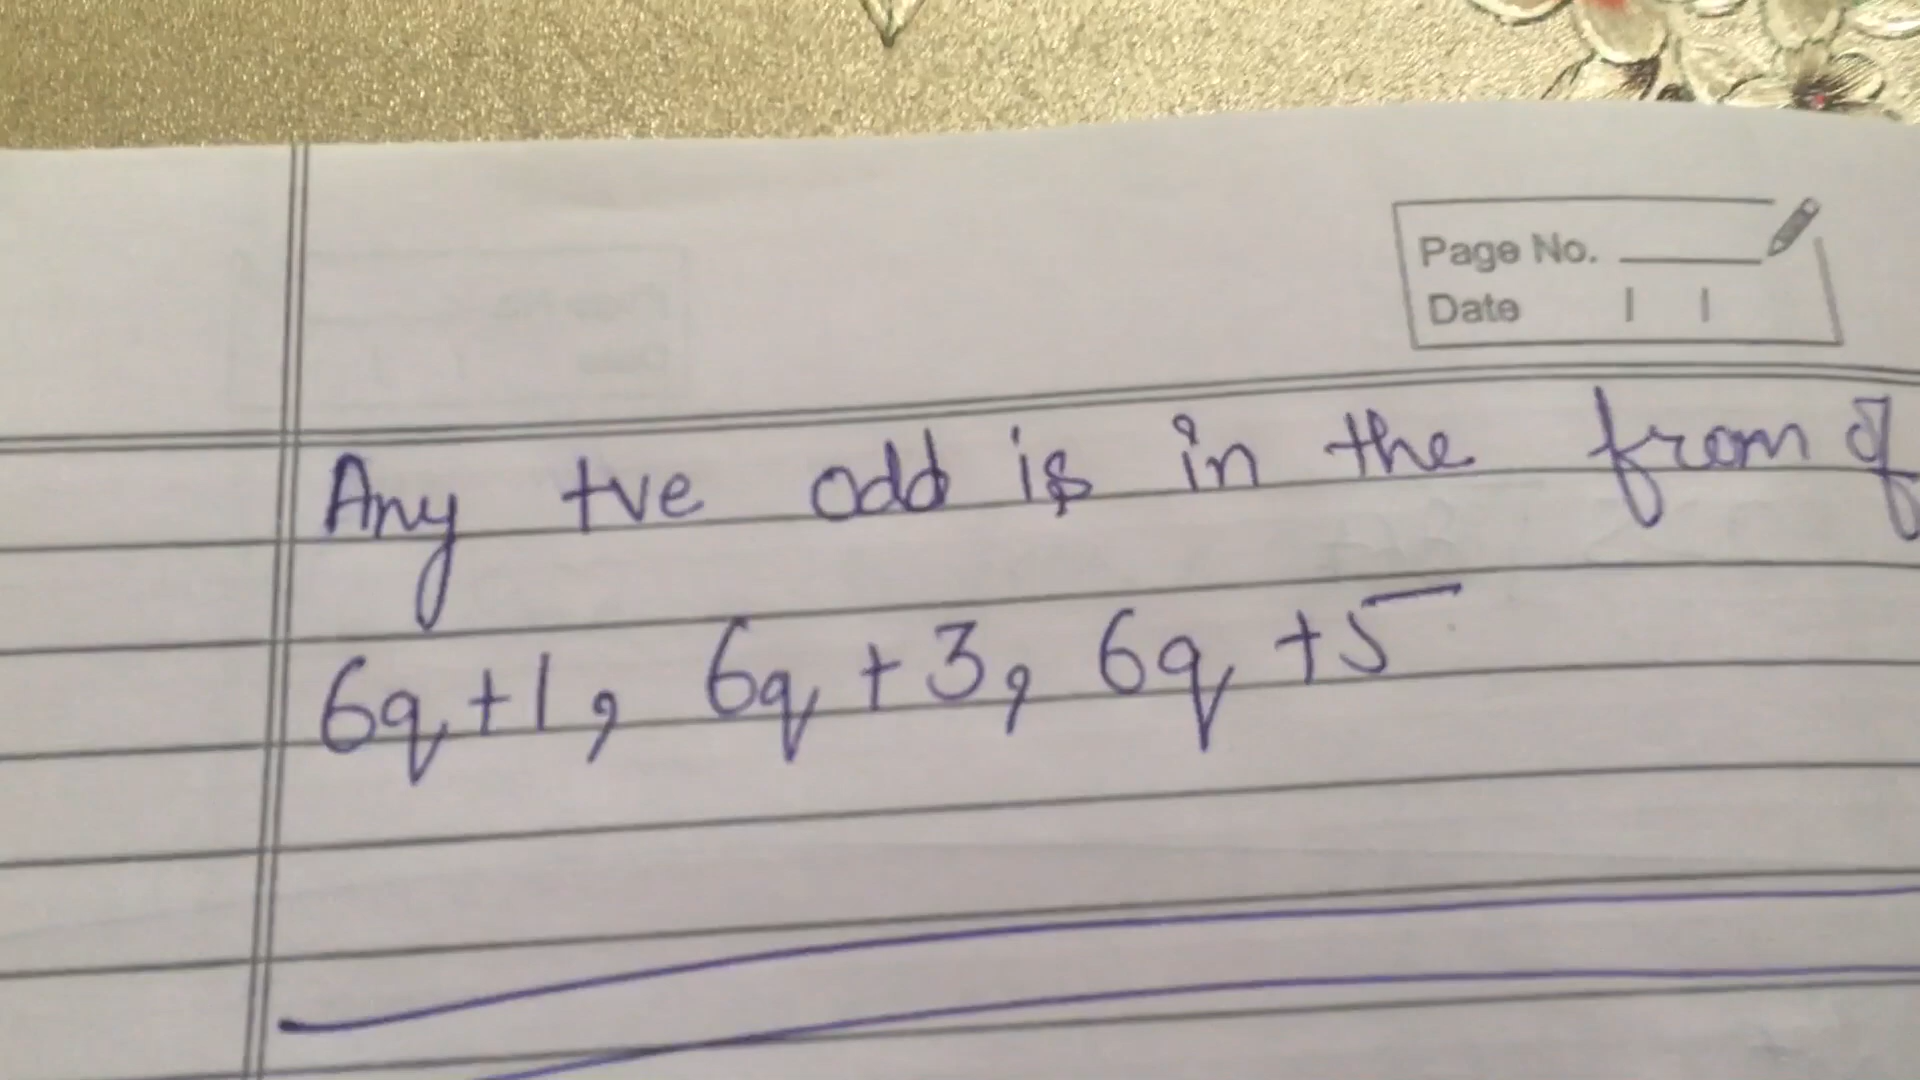 Page No.
Date
Any +ve odd is in the from of
6q+1, 6q+3, 6q+5